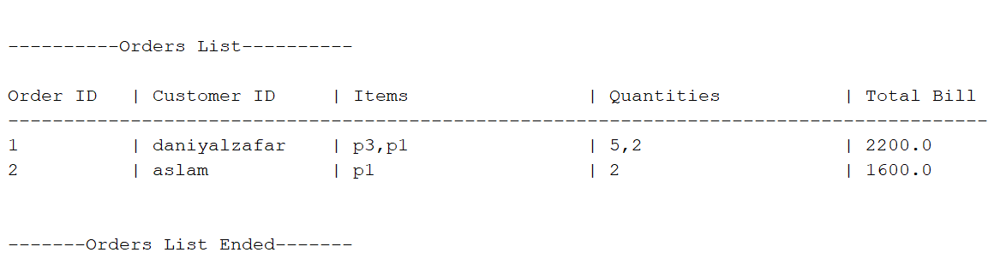 ----------Orders List----------
Order ID   | Customer ID     | Items                | Quantities           | Total Bill
----------------------------------------------------------------------------------------
1          | daniyalzafar    | p3,p1                | 5,2                  | 2200.0
2          | aslam           | p1                   | 2                    | 1600.0
-------Orders List Ended-------